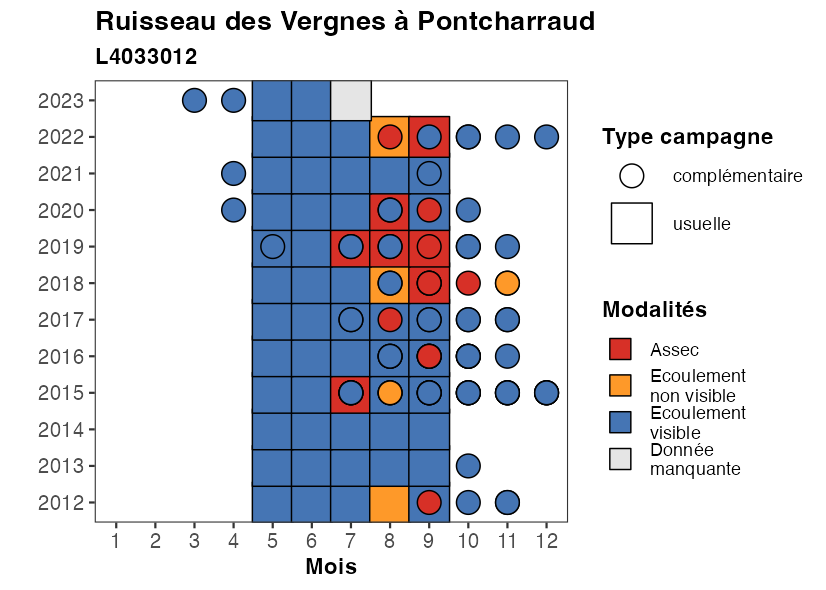 Ruisseau des Vergnes à Pontcharraud
L4033012
2023
2022
2021
2020
2019
2018
2017
2016
2015
2014
2013
2012
1 2 3 4 5 6 7 8 9 10 11 12
Mois
Type campagne
complémentaire
usuelle
Modalités
Assec
Ecoulement
non visible
Ecoulement
visible
Donnée
manquante